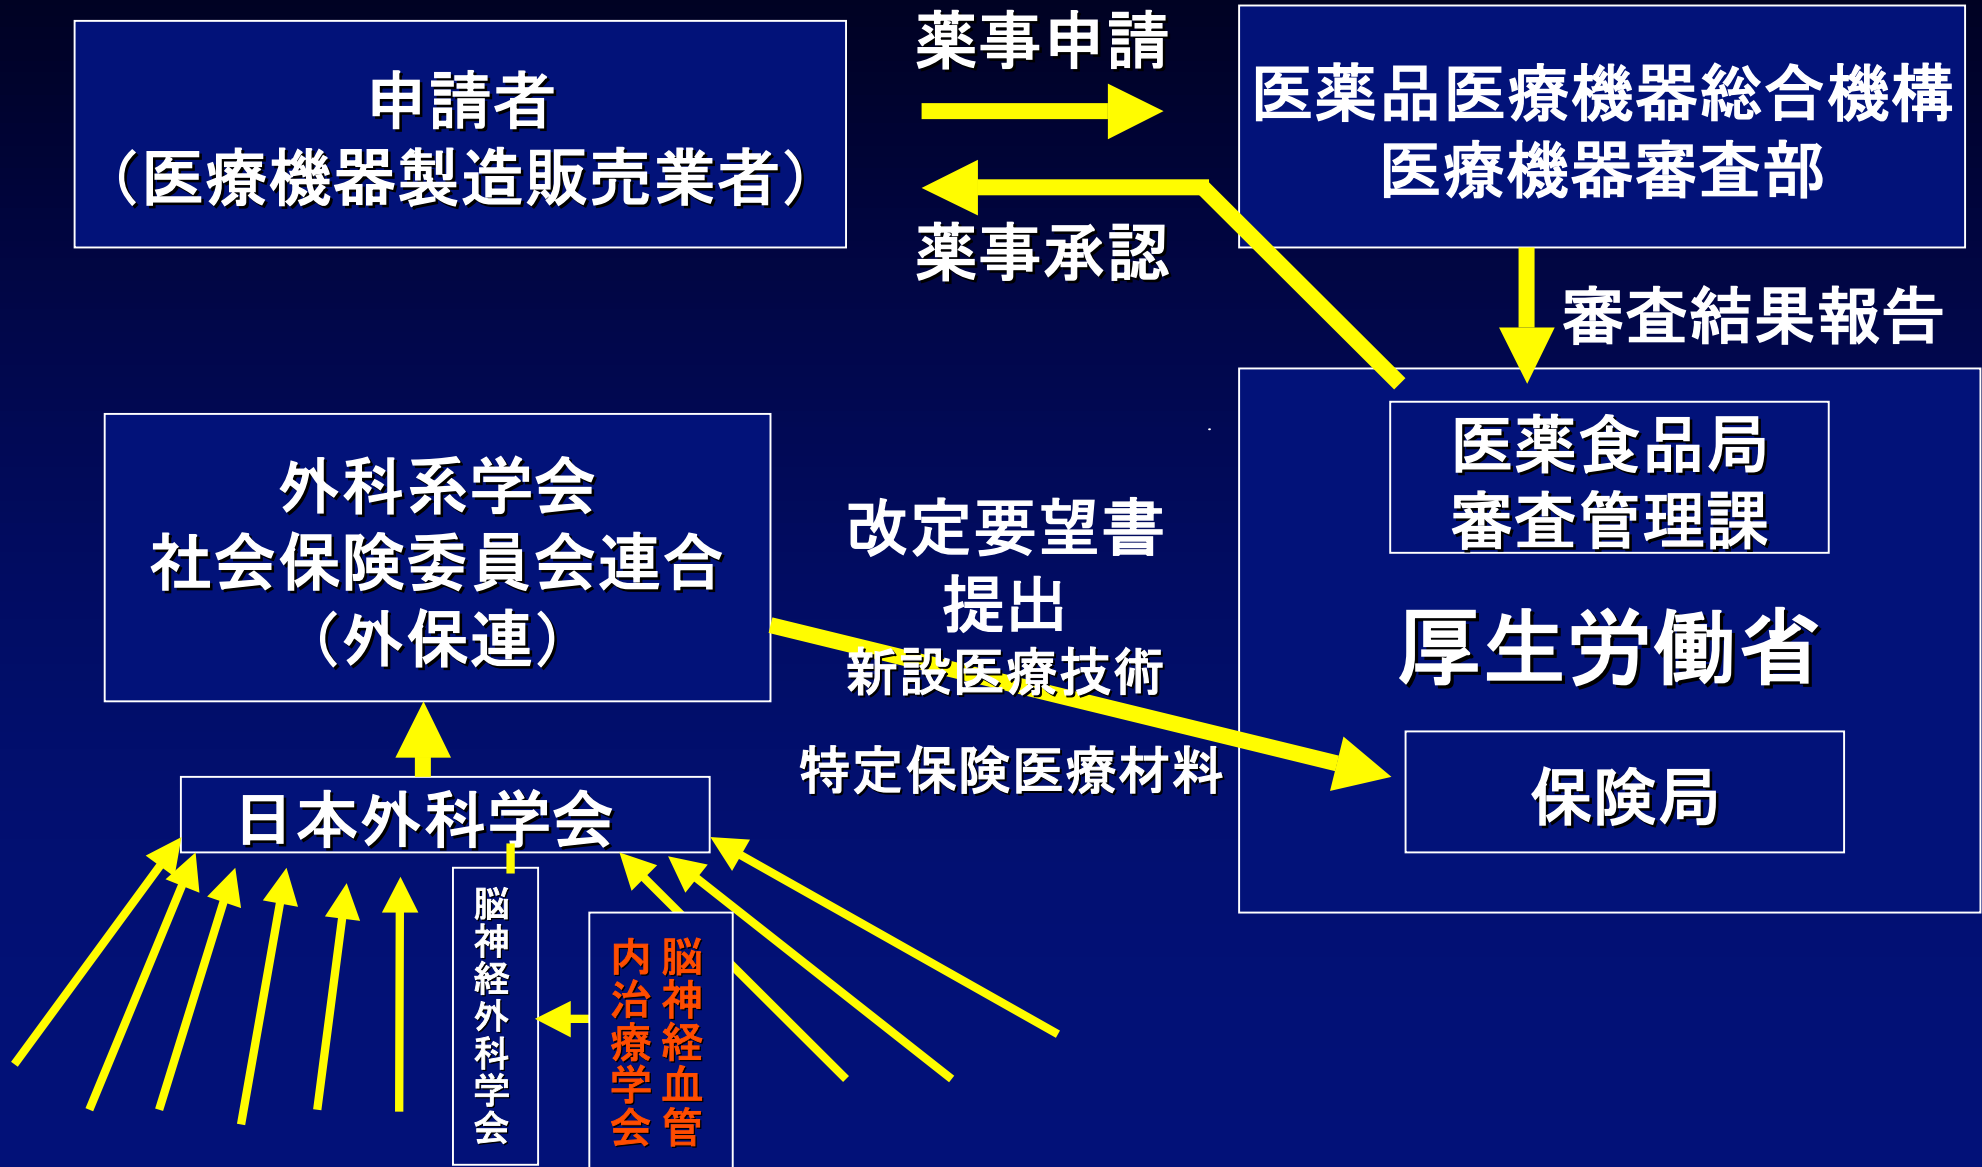 申請者
（医療機器製造販売業者）
薬事申請
薬事承認
医薬品医療機器総合機構
医療機器審査部
審査結果報告
医薬食品局
審査管理課
厚生労働省
保険局
外科系学会
社会保険委員会連合
（外保連）
改定要望書
提出
新設医療技術
特定保険医療材料
日本外科学会
脳神経外科学会
脳神経血管
内治療学会